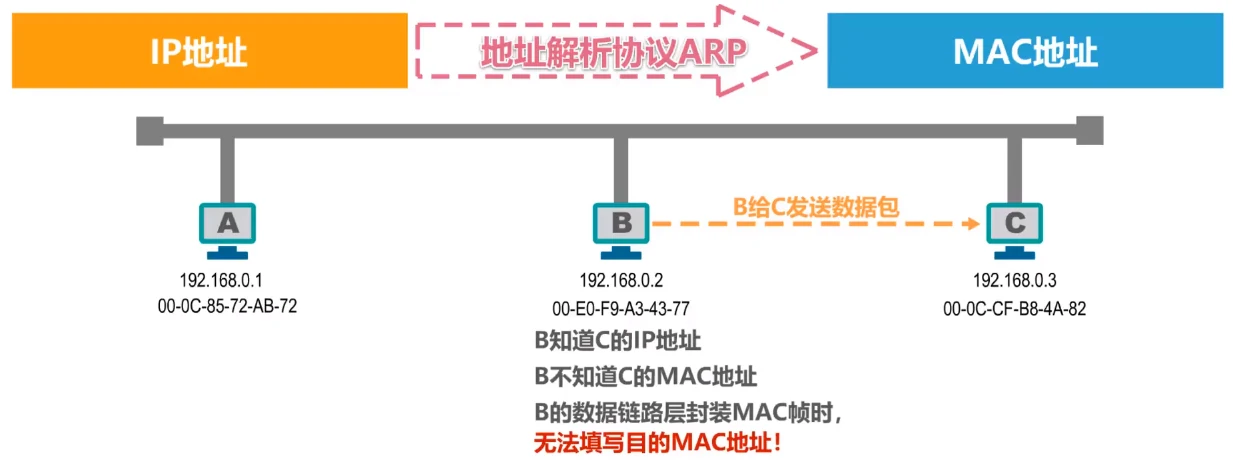 IP地址
地址解析协议ARP
MAC地址
B给C发送数据包
A
B
C
192.168.0.1
00-0C-85-72-AB-72
192.168.0.2
00-E0-F9-A3-43-77
192.168.0.3
00-0C-CF-B8-4A-82
B知道C的IP地址
B不知道C的MAC地址
B的数据链路层封装MAC帧时，
无法填写目的MAC地址！